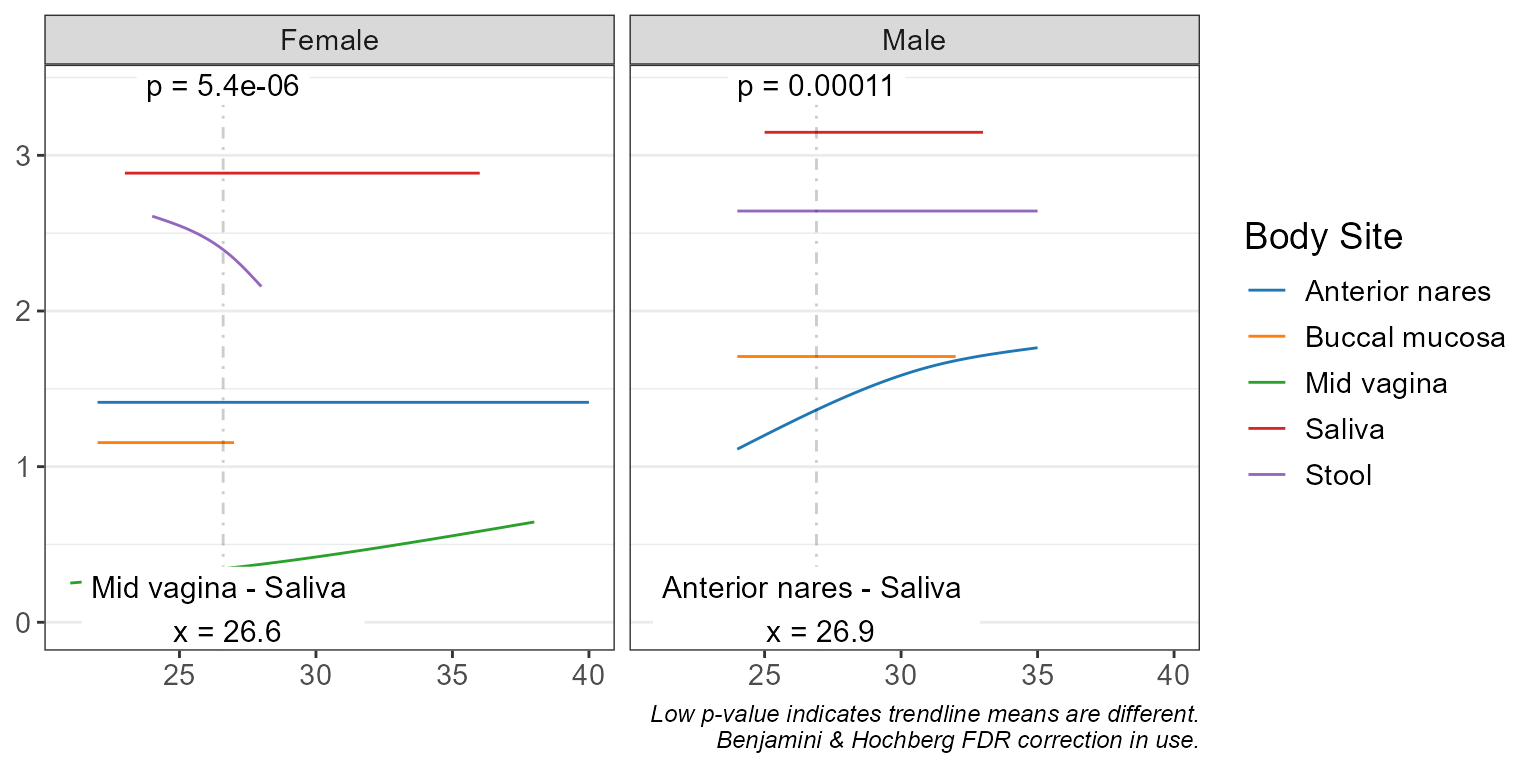 Female
Male
p = 5.4e-06
p = 0.00011
3
2
1
0
Mid vagina - Saliva
x = 26.6
Anterior nares - Saliva
x = 26.9
25
30
35
40
25
30
35
40
Body Site
Anterior nares
Buccal mucosa
Mid vagina
Saliva
Stool
Low p-value indicates trendline means are different.
Benjamini & Hochberg FDR correction in use.